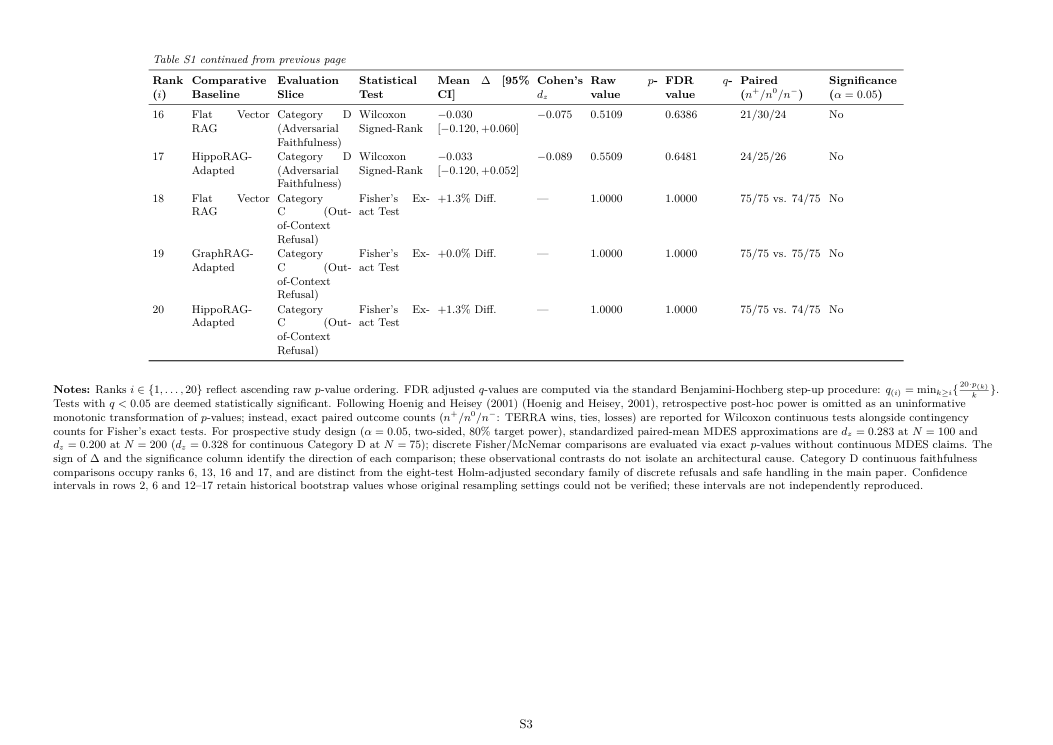 Table S1 continued from previous page
Rank Comparative Evaluation Statistical Mean Δ [95% Cohen's Raw p- FDR q- Paired Significance
(i) Baseline Slice Test CI] d_z value value (n⁺/n⁰/n⁻) (α = 0.05)
16 Flat Vector Category D Wilcoxon −0.030 −0.075 0.5109 0.6386 21/30/24 No
RAG (Adversarial Signed-Rank [−0.120, +0.060]
Faithfulness)
17 HippoRAG- Category D Wilcoxon −0.033 −0.089 0.5509 0.6481 24/25/26 No
Adapted (Adversarial Signed-Rank [−0.120, +0.052]
Faithfulness)
18 Flat Vector Category Fisher's Ex- +1.3% Diff. — 1.0000 1.0000 75/75 vs. 74/75 No
RAG C (Out- act Test
of-Context
Refusal)
19 GraphRAG- Category Fisher's Ex- +0.0% Diff. — 1.0000 1.0000 75/75 vs. 75/75 No
Adapted C (Out- act Test
of-Context
Refusal)
20 HippoRAG- Category Fisher's Ex- +1.3% Diff. — 1.0000 1.0000 75/75 vs. 74/75 No
Adapted C (Out- act Test
of-Context
Refusal)
Notes: Ranks i ∈ {1, . . . , 20} reflect ascending raw p-value ordering. FDR adjusted q-values are computed via the standard Benjamini-Hochberg step-up procedure: q_(i) = min_{k≥i}{20·p_(k)/k}.
Tests with q < 0.05 are deemed statistically significant. Following Hoenig and Heisey (2001) (Hoenig and Heisey, 2001), retrospective post-hoc power is omitted as an uninformative
monotonic transformation of p-values; instead, exact paired outcome counts (n⁺/n⁰/n⁻: TERRA wins, ties, losses) are reported for Wilcoxon continuous tests alongside contingency
counts for Fisher's exact tests. For prospective study design (α = 0.05, two-sided, 80% target power), standardized paired-mean MDES approximations are d_z = 0.283 at N = 100 and
d_z = 0.200 at N = 200 (d_z = 0.328 for continuous Category D at N = 75); discrete Fisher/McNemar comparisons are evaluated via exact p-values without continuous MDES claims. The
sign of Δ and the significance column identify the direction of each comparison; these observational contrasts do not isolate an architectural cause. Category D continuous faithfulness
comparisons occupy ranks 6, 13, 16 and 17, and are distinct from the eight-test Holm-adjusted secondary family of discrete refusals and safe handling in the main paper. Confidence
intervals in rows 2, 6 and 12–17 retain historical bootstrap values whose original resampling settings could not be verified; these intervals are not independently reproduced.
S3